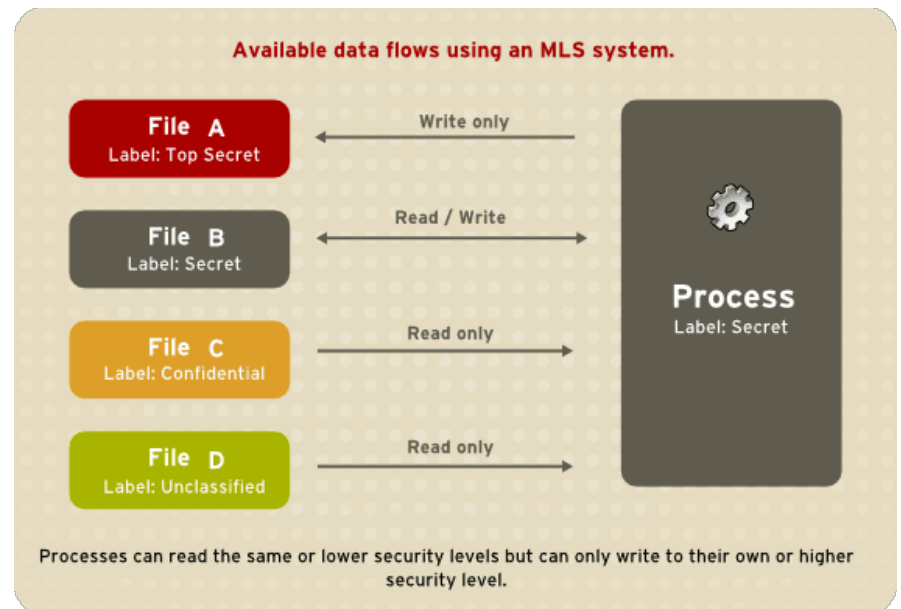 Available data flows using an MLS system.
File A
Label: Top Secret
Write only
File B
Label: Secret
Read / Write
Process
Label: Secret
File C
Label: Confidential
Read only
File D
Label: Unclassified
Read only
Processes can read the same or lower security levels but can only write to their own or higher
security level.